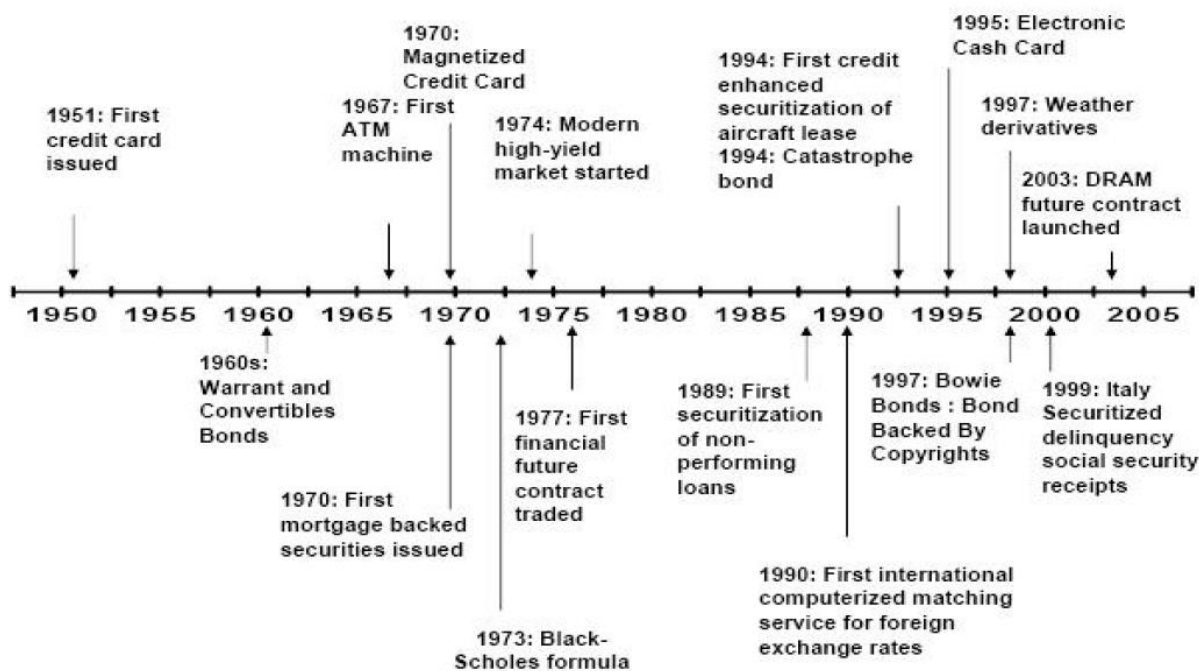 1951: First
credit card
issued
1967: First
ATM
machine
1970:
Magnetized
Credit Card
1974: Modern
high-yield
market started
1994: First credit
enhanced
securitization of
aircraft lease
1994: Catastrophe
bond
1995: Electronic
Cash Card
1997: Weather
derivatives
2003: DRAM
future contract
launched
1950 1955 1960 1965 1970 1975 1980 1985 1990 1995 2000 2005
1960s:
Warrant and
Convertibles
Bonds
1970: First
mortgage backed
securities issued
1973: Black-
Scholes formula
1977: First
financial
future
contract
traded
1989: First
securitization
of non-
performing
loans
1990: First international
computerized matching
service for foreign
exchange rates
1997: Bowie
Bonds : Bond
Backed By
Copyrights
1999: Italy
Securitized
delinquency
social security
receipts